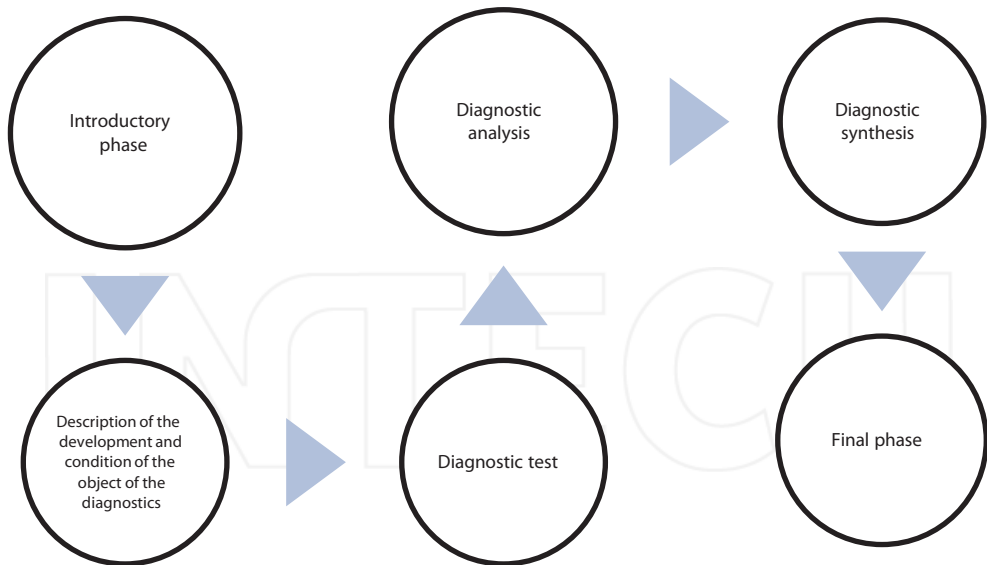 Introductory
phase
Description of the
development and
condition of the
object of the
diagnostics
Diagnostic test
Diagnostic
analysis
Diagnostic
synthesis
Final phase
INTECH